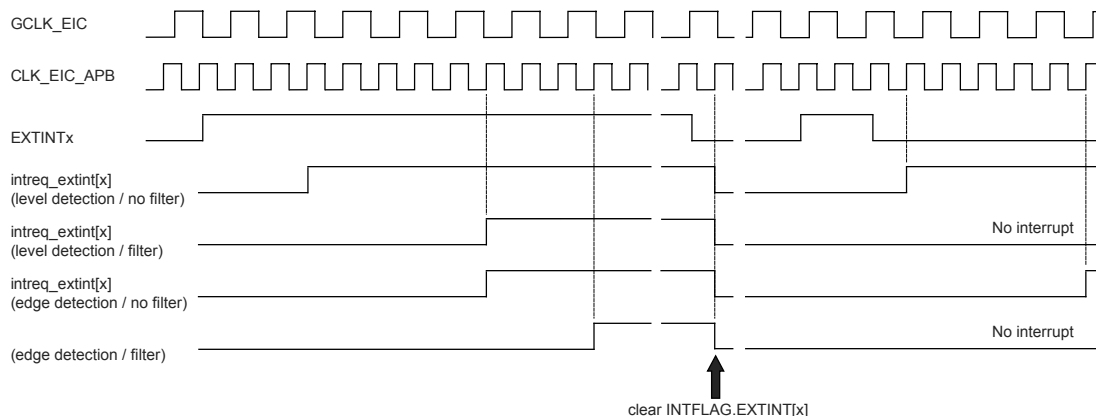 GCLK_EIC
CLK_EIC_APB
EXTINTx
intreq_extint[x]
(level detection / no filter)
intreq_extint[x]
(level detection / filter)
No interrupt
intreq_extint[x]
(edge detection / no filter)
(edge detection / filter)
No interrupt
clear INTFLAG.EXTINT[x]